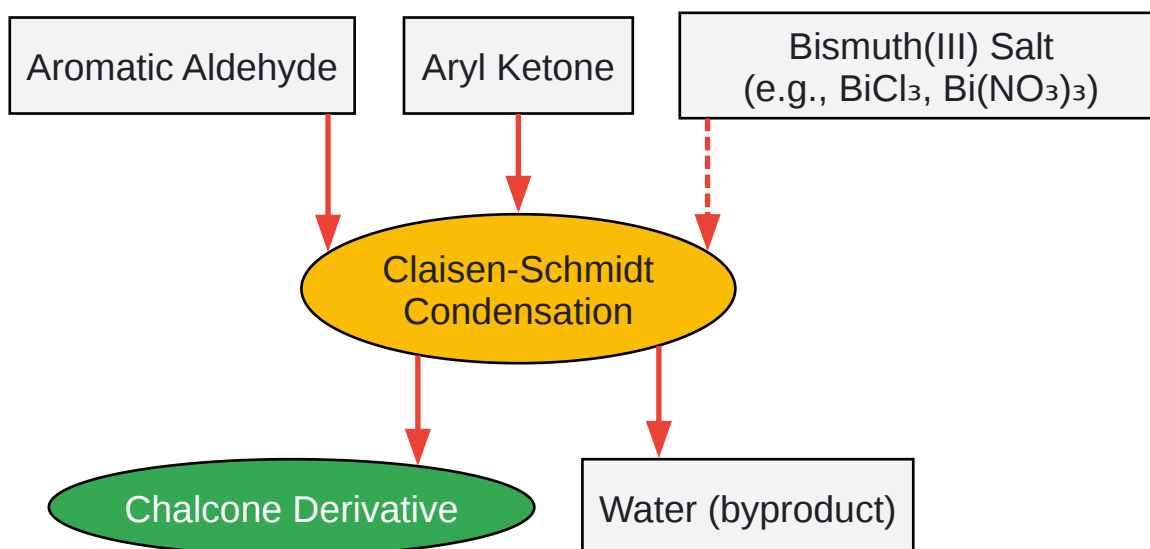 Aromatic Aldehyde
Aryl Ketone
Bismuth(III) Salt
(e.g., BiCl₃, Bi(NO₃)₃)
Claisen-Schmidt
Condensation
Chalcone Derivative
Water (byproduct)